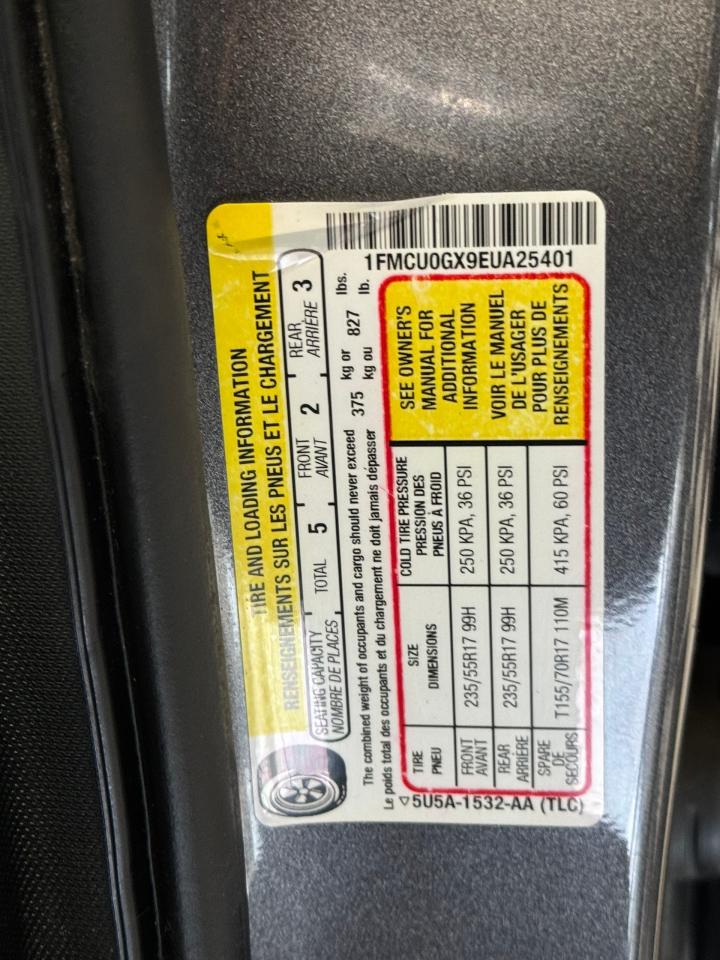 1FMCU0GX9EUA25401
TIRE AND LOADING INFORMATION
RENSEIGNEMENTS SUR LES PNEUS ET LE CHARGEMENT
SEATING CAPACITY
NOMBRE DE PLACES
TOTAL 5
FRONT
AVANT
2
REAR
ARRIÈRE
3
The combined weight of occupants and cargo should never exceed 375 kg or 827 lbs.
Le poids total des occupants et du chargement ne doit jamais dépasser kg ou lb.
TIRE
PNEU
SIZE
DIMENSIONS
COLD TIRE PRESSURE
PRESSION DES
PNEUS À FROID
FRONT
AVANT
235/55R17 99H
250 KPA, 36 PSI
REAR
ARRIÈRE
235/55R17 99H
250 KPA, 36 PSI
SPARE
DE
SECOURS
T155/70R17 110M
415 KPA, 60 PSI
SEE OWNER'S
MANUAL FOR
ADDITIONAL
INFORMATION
VOIR LE MANUEL
DE L'USAGER
POUR PLUS DE
RENSEIGNEMENTS
5U5A-1532-AA (TLC)